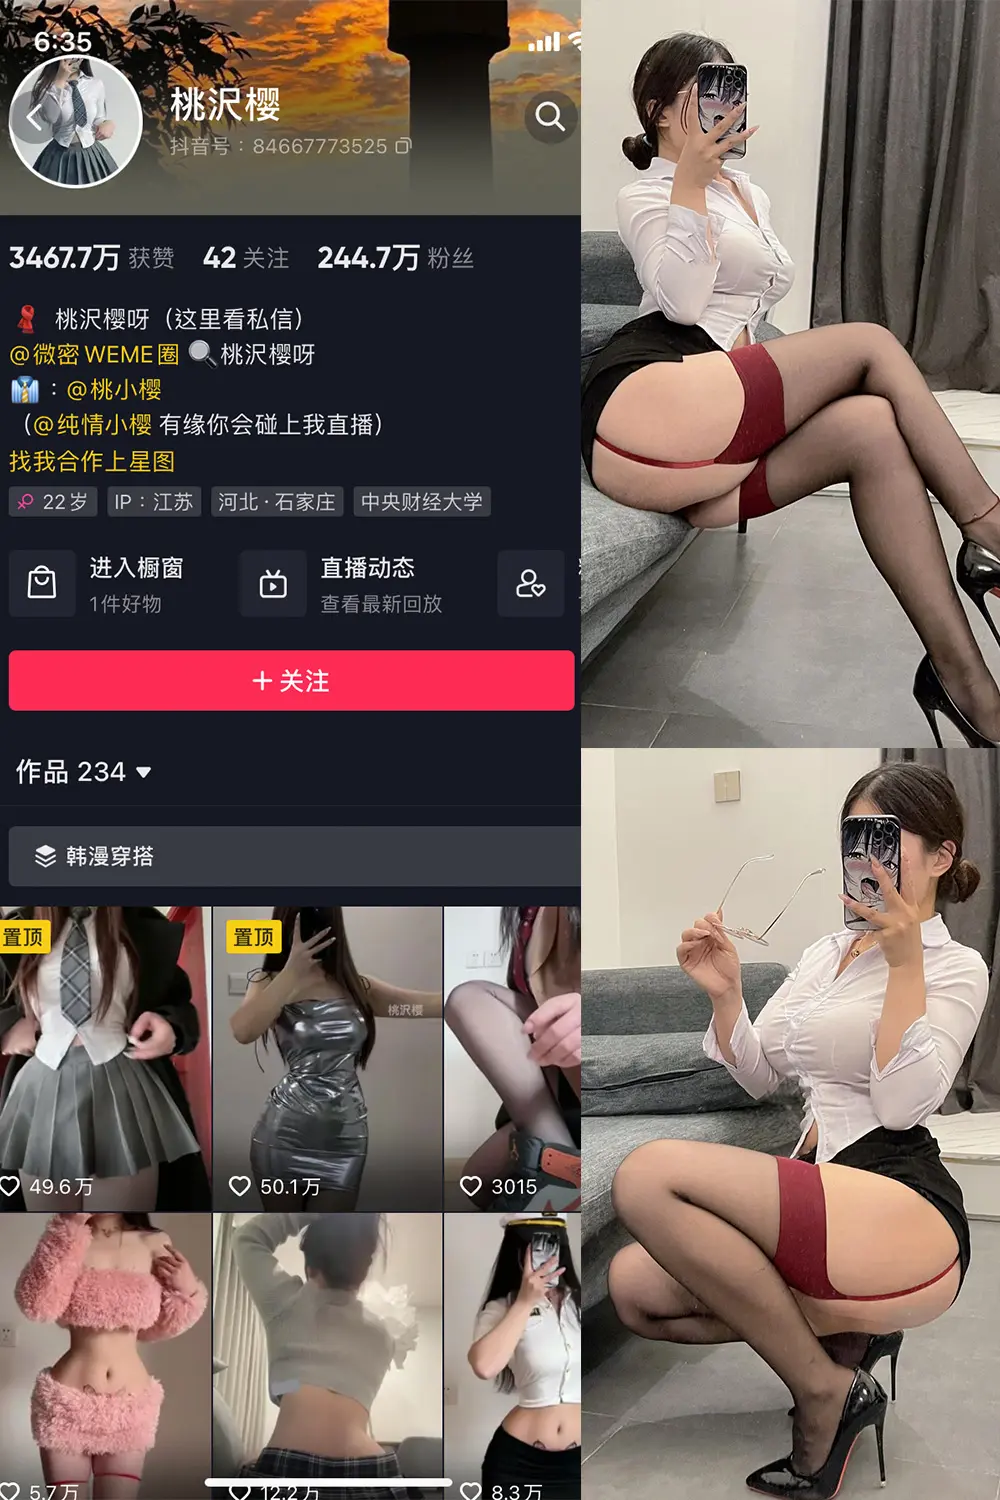 6:35
桃沢樱
抖音号：84667773525
3467.7万 获赞 42 关注 244.7万 粉丝
桃沢樱呀（这里看私信）
@微密WEME圈 🔍桃沢樱呀
：@桃小樱
（@纯情小樱 有缘你会碰上我直播）
找我合作上星图
22岁 IP：江苏 河北·石家庄 中央财经大学
进入橱窗 直播动态
1件好物 查看最新回放
+ 关注
作品 234
韩漫穿搭
置顶 置顶
桃沢樱
49.6万 50.1万 3015
5.7万 12.2万 8.3万